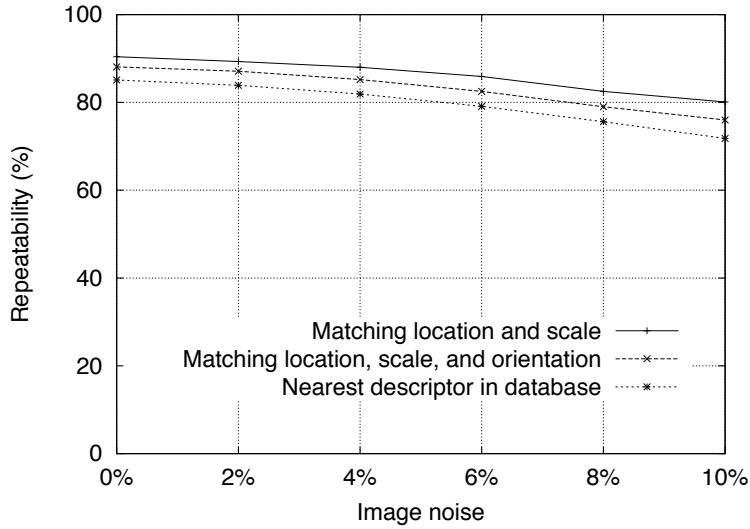 100
80
60
40
20
0
Repeatability (%)
Matching location and scale
Matching location, scale, and orientation
Nearest descriptor in database
0% 2% 4% 6% 8% 10%
Image noise